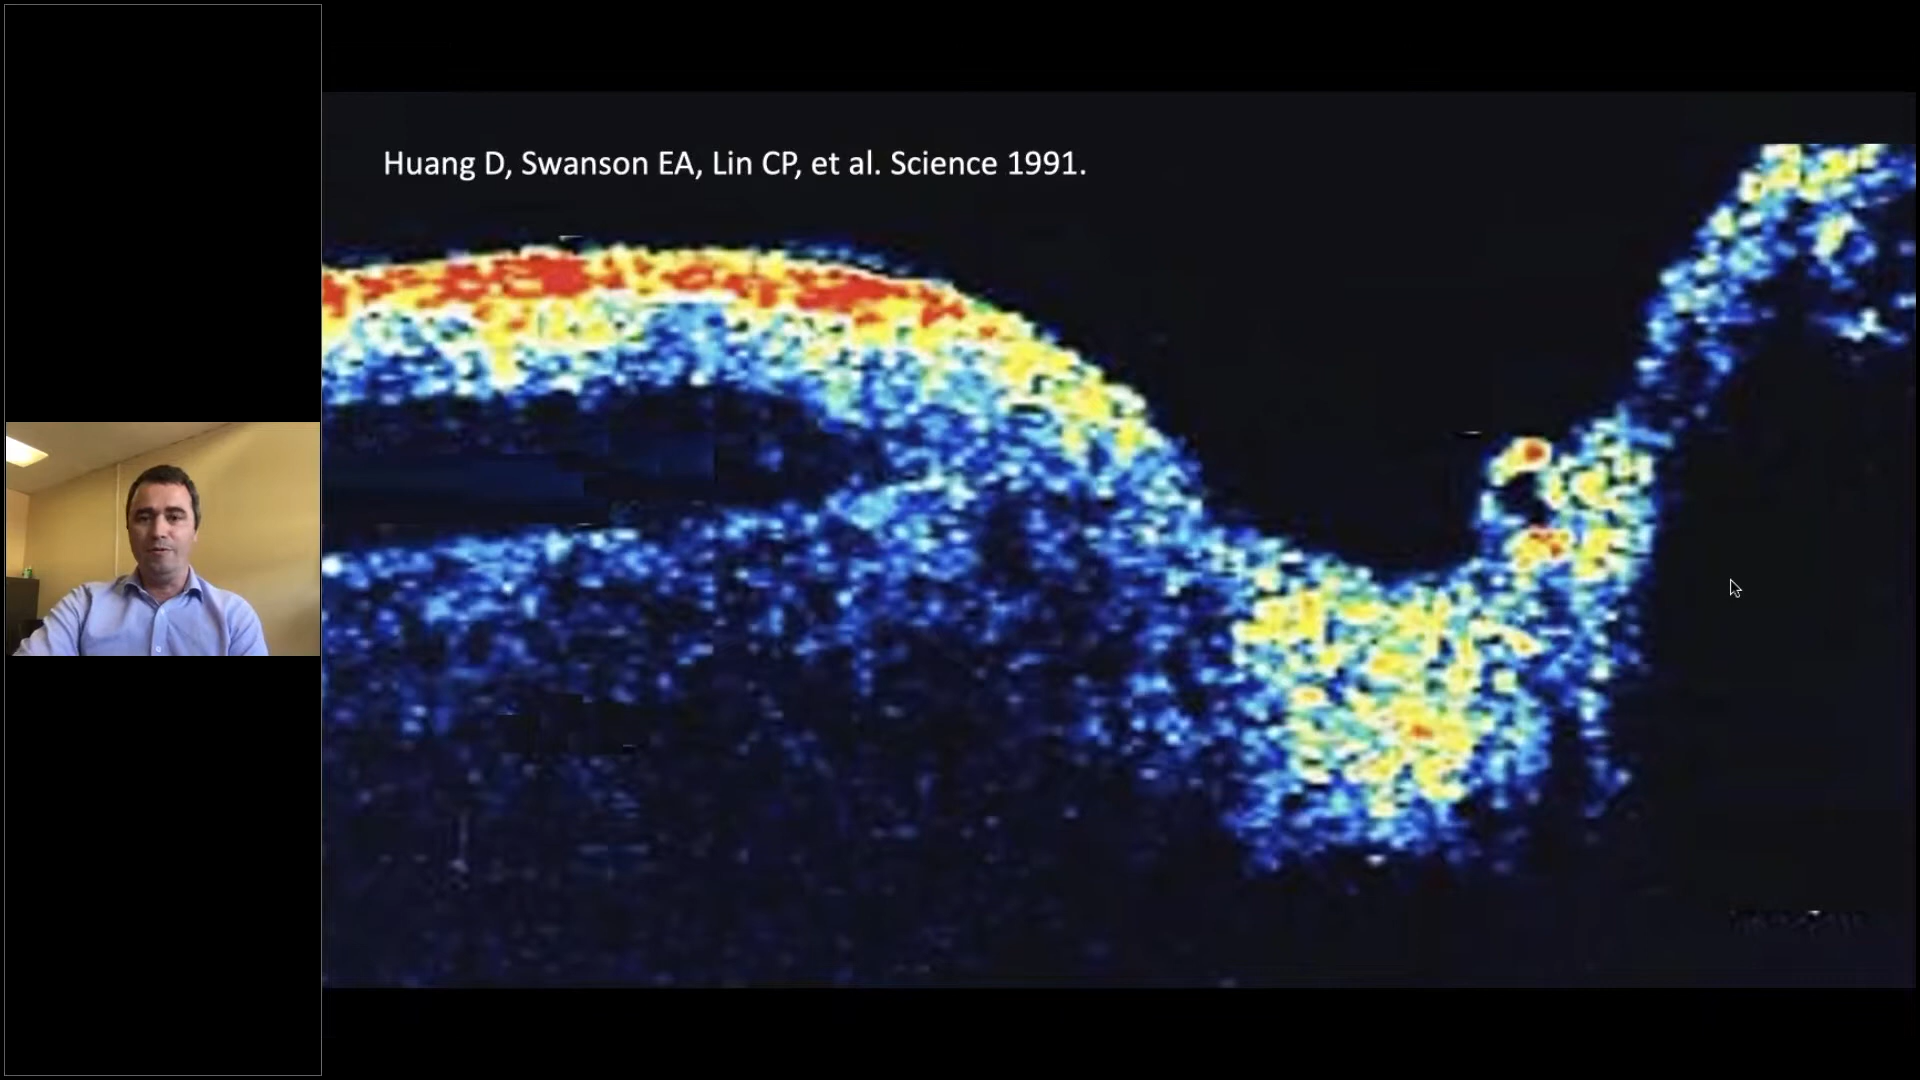 Huang D, Swanson EA, Lin CP, et al. Science 1991.